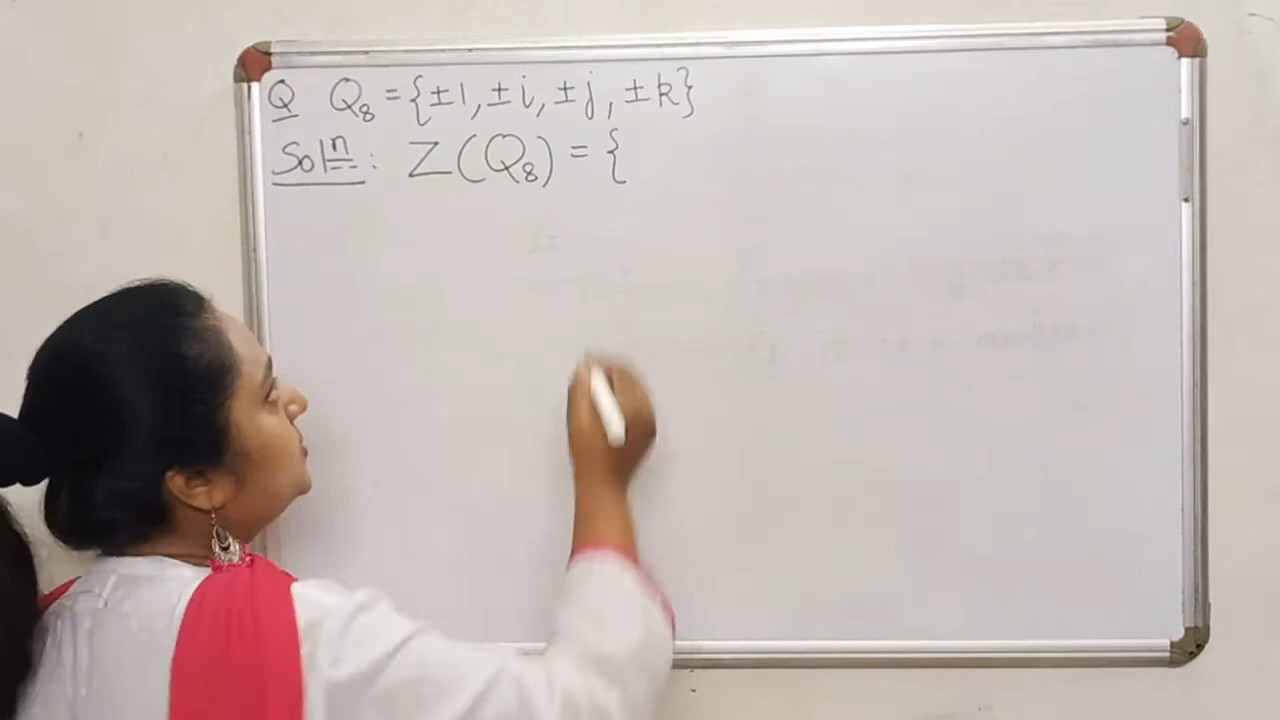 Q Q₈ = {±1, ±i, ±j, ±k}
Solⁿ : Z(Q₈) = {